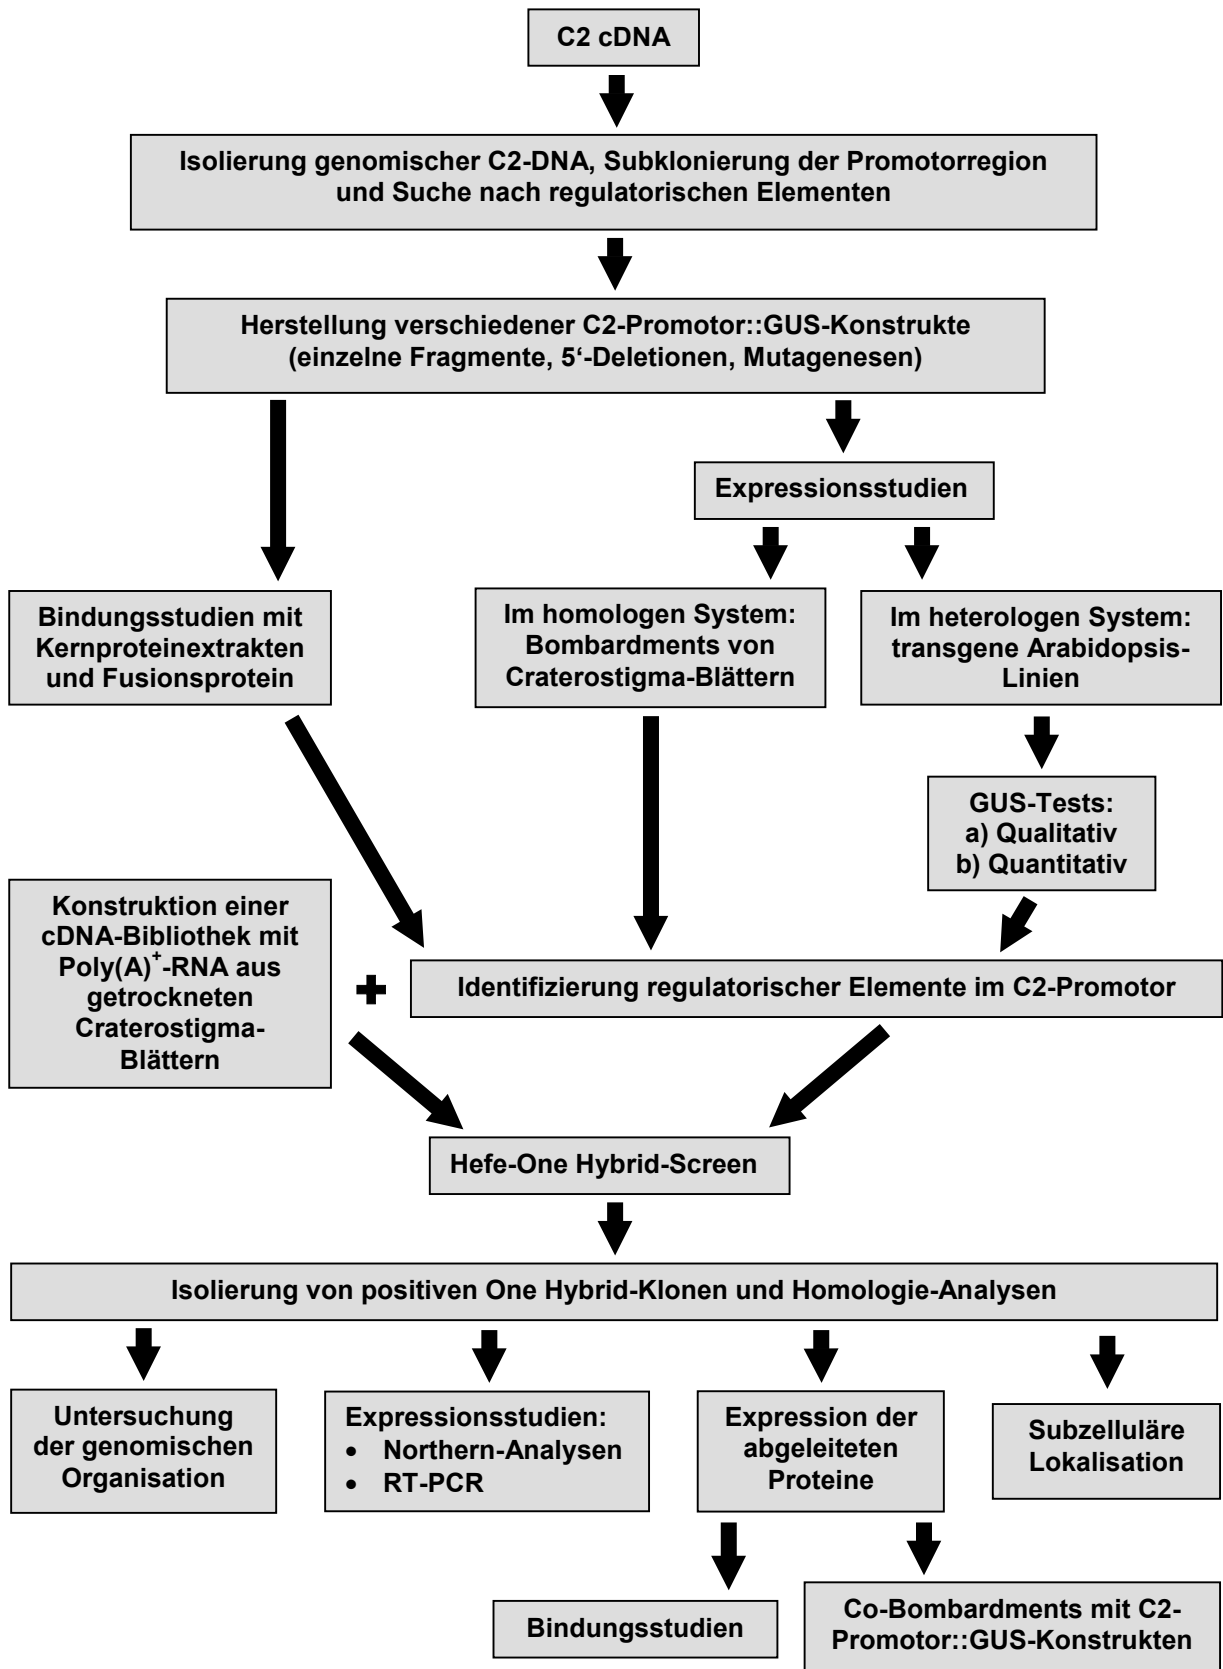 C2 cDNA
Isolierung genomischer C2-DNA, Subklonierung der Promotorregion
und Suche nach regulatorischen Elementen
Herstellung verschiedener C2-Promotor::GUS-Konstrukte
(einzelne Fragmente, 5‘-Deletionen, Mutagenesen)
Expressionsstudien
Bindungsstudien mit
Kernproteinextrakten
und Fusionsprotein
Im homologen System:
Bombardments von
Craterostigma-Blättern
Im heterologen System:
transgene Arabidopsis-
Linien
GUS-Tests:
a) Qualitativ
b) Quantitativ
Konstruktion einer
cDNA-Bibliothek mit
Poly(A)+-RNA aus
getrockneten
Craterostigma-
Blättern
+
Identifizierung regulatorischer Elemente im C2-Promotor
Hefe-One Hybrid-Screen
Isolierung von positiven One Hybrid-Klonen und Homologie-Analysen
Untersuchung
der genomischen
Organisation
Expressionsstudien:
• Northern-Analysen
• RT-PCR
Expression der
abgeleiteten
Proteine
Subzelluläre
Lokalisation
Bindungsstudien
Co-Bombardments mit C2-
Promotor::GUS-Konstrukten